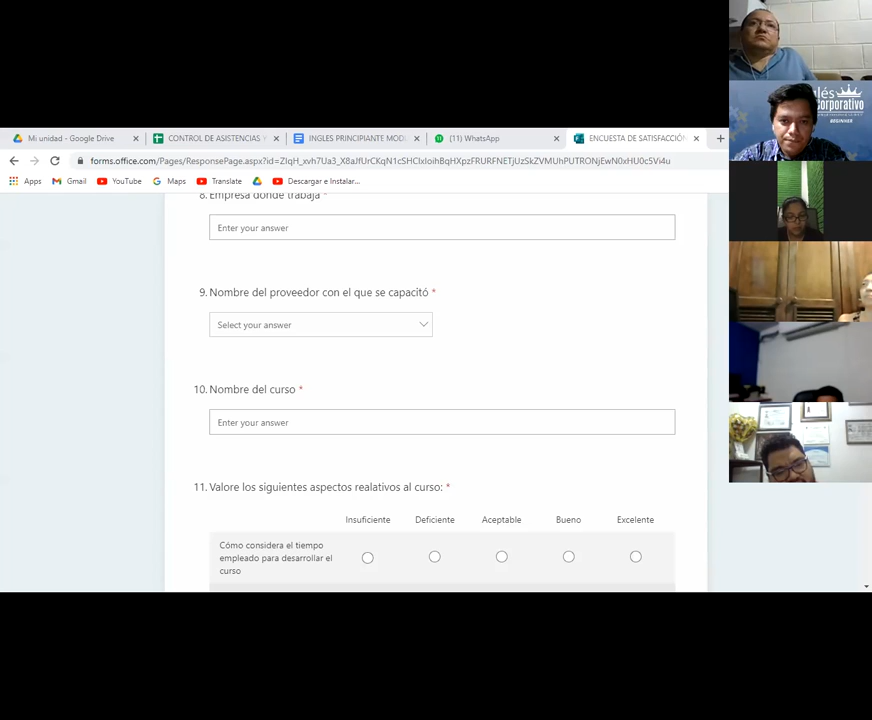 Mi unidad - Google Drive
CONTROL DE ASISTENCIAS Y
INGLES PRINCIPIANTE MOD
(11) WhatsApp
ENCUESTA DE SATISFACCIÓN
forms.office.com/Pages/ResponsePage.aspx?id=ZIqH_xvh7Ua3_X8aJfUrCKqN1cSHCIxIoihBqHXpzFRURFNETjUzSkZVMUhPUTRONjEwN0xHU0c5Vi4u
Apps
Gmail
YouTube
Maps
Translate
Descargar e Instalar...
8. Empresa donde trabaja *
Enter your answer
9. Nombre del proveedor con el que se capacitó *
Select your answer
10. Nombre del curso *
Enter your answer
11. Valore los siguientes aspectos realativos al curso: *
Insuficiente Deficiente Aceptable Bueno Excelente
Cómo considera el tiempo
empleado para desarrollar el
curso
glés
corporativo
BEGINNER